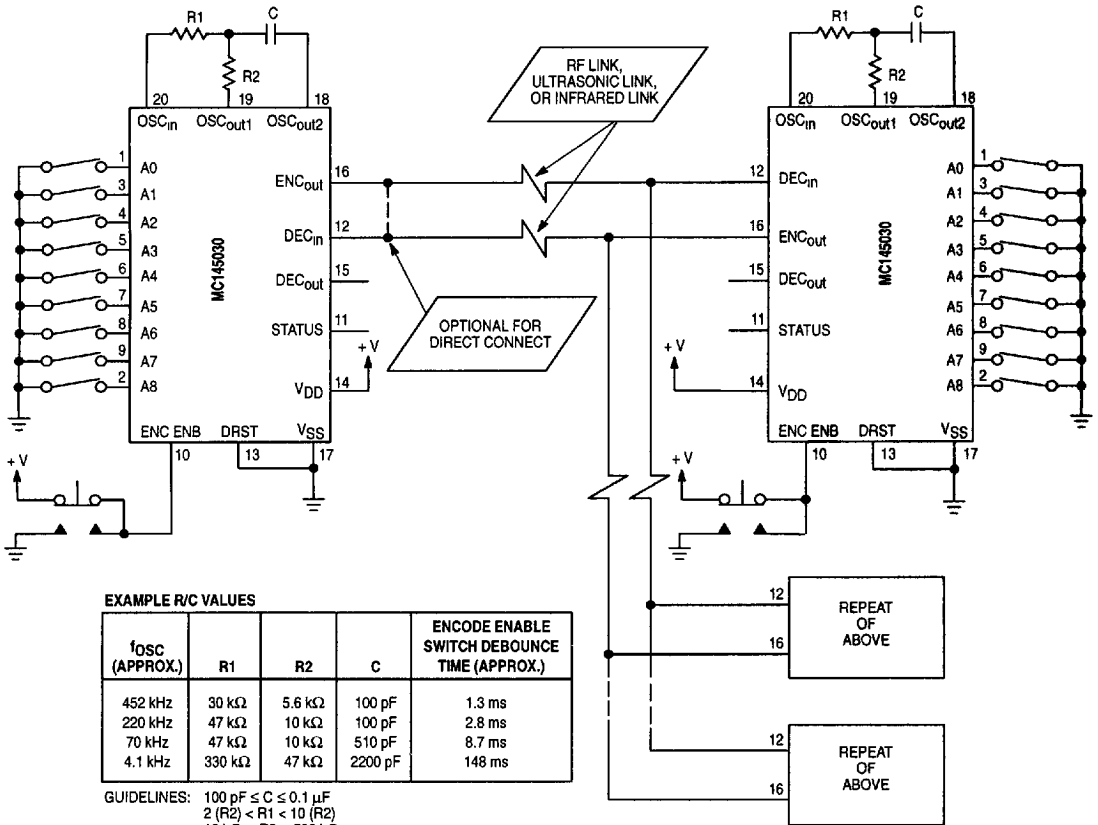 R1
C
R2
20
19
18
OSCin
OSCout1
OSCout2
1
A0
3
A1
4
A2
5
A3
6
A4
7
A5
8
A6
9
A7
2
A8
MC145030
ENCout
16
DECin
12
DECout
15
STATUS
11
VDD
14
+ V
ENC ENB
DRST
VSS
10
13
17
+ V
RF LINK,
ULTRASONIC LINK,
OR INFRARED LINK
OPTIONAL FOR
DIRECT CONNECT
R1
C
R2
20
19
18
OSCin
OSCout1
OSCout2
12
DECin
16
ENCout
15
DECout
11
STATUS
+ V
14
VDD
MC145030
A0
1
A1
3
A2
4
A3
5
A4
6
A5
7
A6
8
A7
9
A8
2
ENC ENB
DRST
VSS
10
13
17
+ V
12
16
REPEAT
OF
ABOVE
12
16
REPEAT
OF
ABOVE
EXAMPLE R/C VALUES
fOSC (APPROX.) R1 R2 C ENCODE ENABLE SWITCH DEBOUNCE TIME (APPROX.)
452 kHz 30 kΩ 5.6 kΩ 100 pF 1.3 ms
220 kHz 47 kΩ 10 kΩ 100 pF 2.8 ms
70 kHz 47 kΩ 10 kΩ 510 pF 8.7 ms
4.1 kHz 330 kΩ 47 kΩ 2200 pF 148 ms
GUIDELINES: 100 pF ≤ C ≤ 0.1 μF
2 (R2) < R1 < 10 (R2)